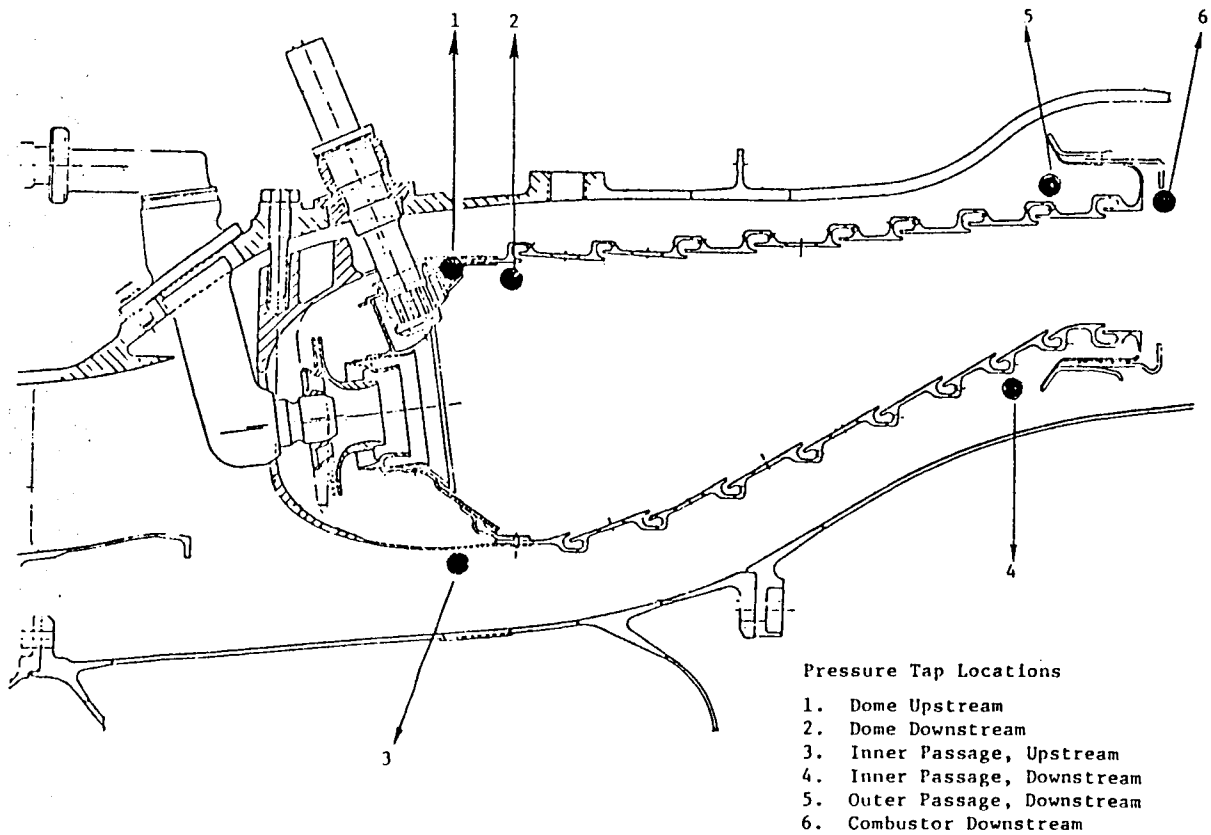 1
2
5
6
3
4
Pressure Tap Locations
1. Dome Upstream
2. Dome Downstream
3. Inner Passage, Upstream
4. Inner Passage, Downstream
5. Outer Passage, Downstream
6. Combustor Downstream